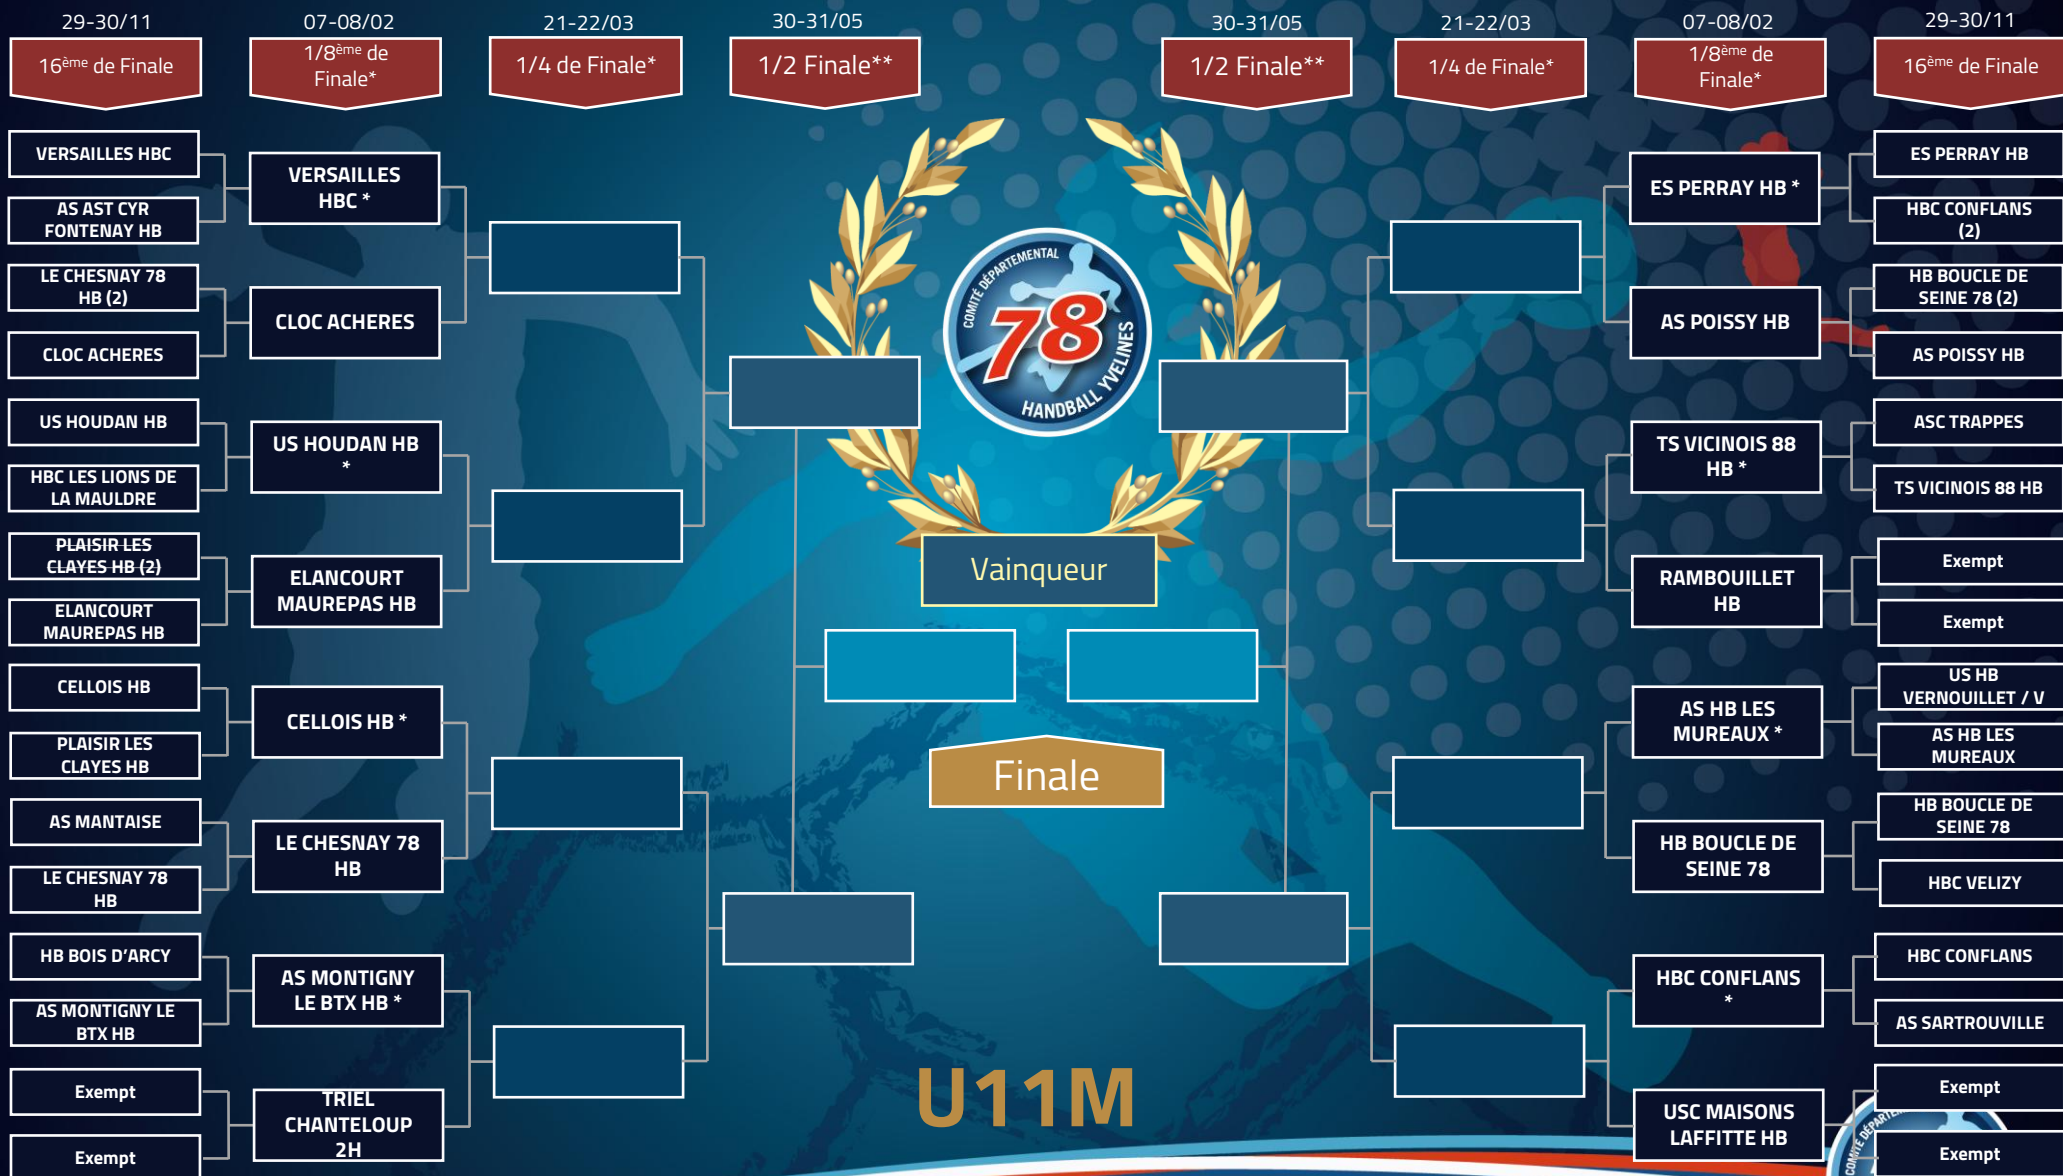 29-30/11
07-08/02
21-22/03
30-31/05
30-31/05
21-22/03
07-08/02
29-30/11
16ème de Finale
1/8ème de
Finale*
1/4 de Finale*
1/2 Finale**
1/2 Finale**
1/4 de Finale*
1/8ème de
Finale*
16ème de Finale
VERSAILLES HBC
AS AST CYR
FONTENAY HB
LE CHESNAY 78
HB (2)
CLOC ACHERES
US HOUDAN HB
HBC LES LIONS DE
LA MAULDRE
PLAISIR LES
CLAYES HB (2)
ELANCOURT
MAUREPAS HB
CELLOIS HB
PLAISIR LES
CLAYES HB
AS MANTAISE
LE CHESNAY 78
HB
HB BOIS D'ARCY
AS MONTIGNY LE
BTX HB
Exempt
Exempt
VERSAILLES
HBC *
CLOC ACHERES
US HOUDAN HB
*
ELANCOURT
MAUREPAS HB
CELLOIS HB *
LE CHESNAY 78
HB
AS MONTIGNY
LE BTX HB *
TRIEL
CHANTELOUP
2H
COMITÉ DÉPARTEMENTAL
78
HANDBALL YVELINES
Vainqueur
Finale
U11M
ES PERRAY HB *
AS POISSY HB
TS VICINOIS 88
HB *
RAMBOUILLET
HB
AS HB LES
MUREAUX *
HB BOUCLE DE
SEINE 78
HBC CONFLANS
*
USC MAISONS
LAFFITTE HB
ES PERRAY HB
HBC CONFLANS
(2)
HB BOUCLE DE
SEINE 78 (2)
AS POISSY HB
ASC TRAPPES
TS VICINOIS 88 HB
Exempt
Exempt
US HB
VERNOUILLET / V
AS HB LES
MUREAUX
HB BOUCLE DE
SEINE 78
HBC VELIZY
HBC CONFLANS
AS SARTROUVILLE
Exempt
Exempt